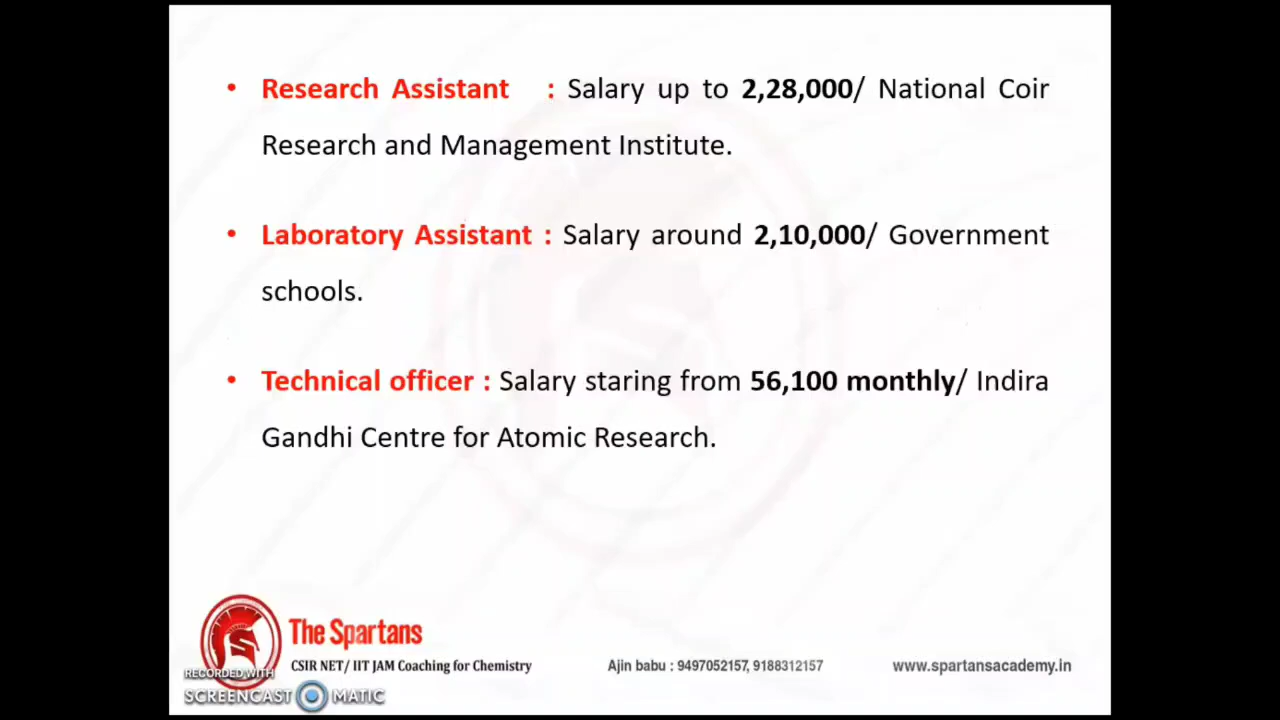 • Research Assistant : Salary up to 2,28,000/ National Coir
Research and Management Institute.
• Laboratory Assistant : Salary around 2,10,000/ Government
schools.
• Technical officer : Salary staring from 56,100 monthly/ Indira
Gandhi Centre for Atomic Research.
The Spartans
CSIR NET/ IIT JAM Coaching for Chemistry
Ajin babu : 9497052157, 9188312157
www.spartansacademy.in
RECORDED WITH
SCREENCAST MATIC